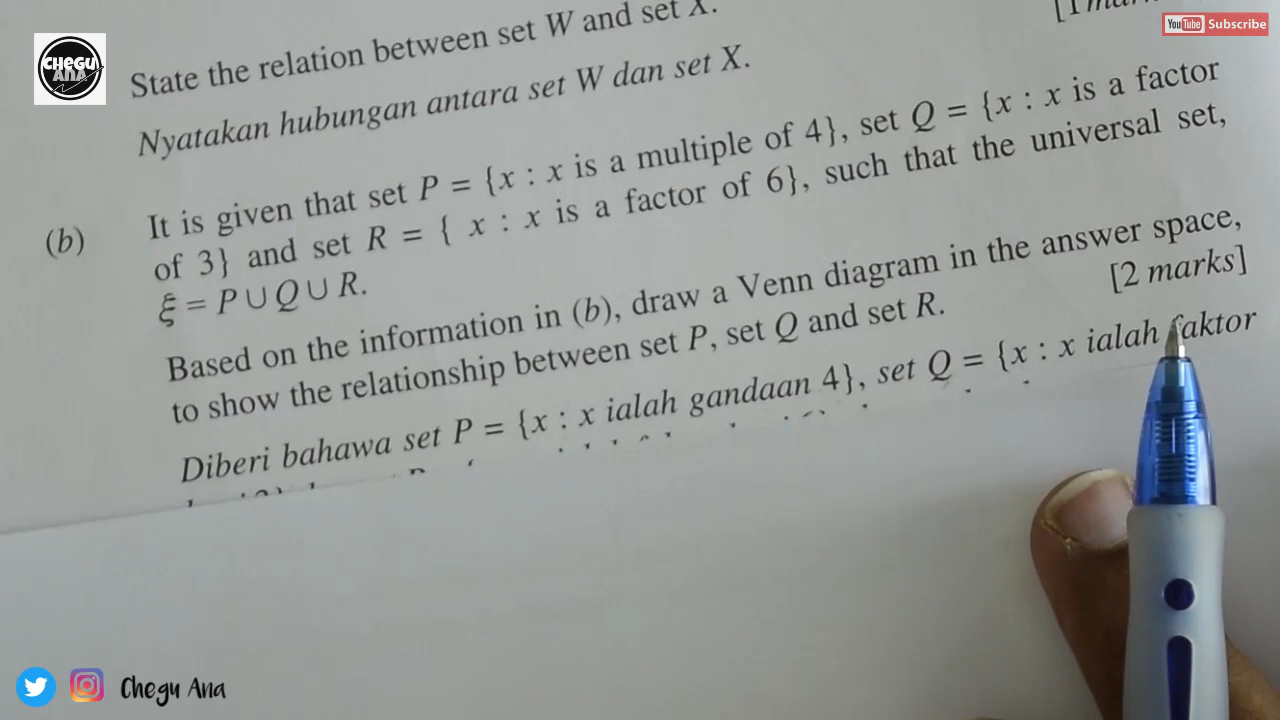 State the relation between set W and set X.
Nyatakan hubungan antara set W dan set X.
YouTube Subscribe
CHEGU
ANA
(b) It is given that set P = {x : x is a multiple of 4}, set Q = {x : x is a factor
of 3} and set R = { x : x is a factor of 6}, such that the universal set,
ξ = P ∪ Q ∪ R.
Based on the information in (b), draw a Venn diagram in the answer space,
to show the relationship between set P, set Q and set R.
[2 marks]
Diberi bahawa set P = {x : x ialah gandaan 4}, set Q = {x : x ialah faktor
Chegu Ana